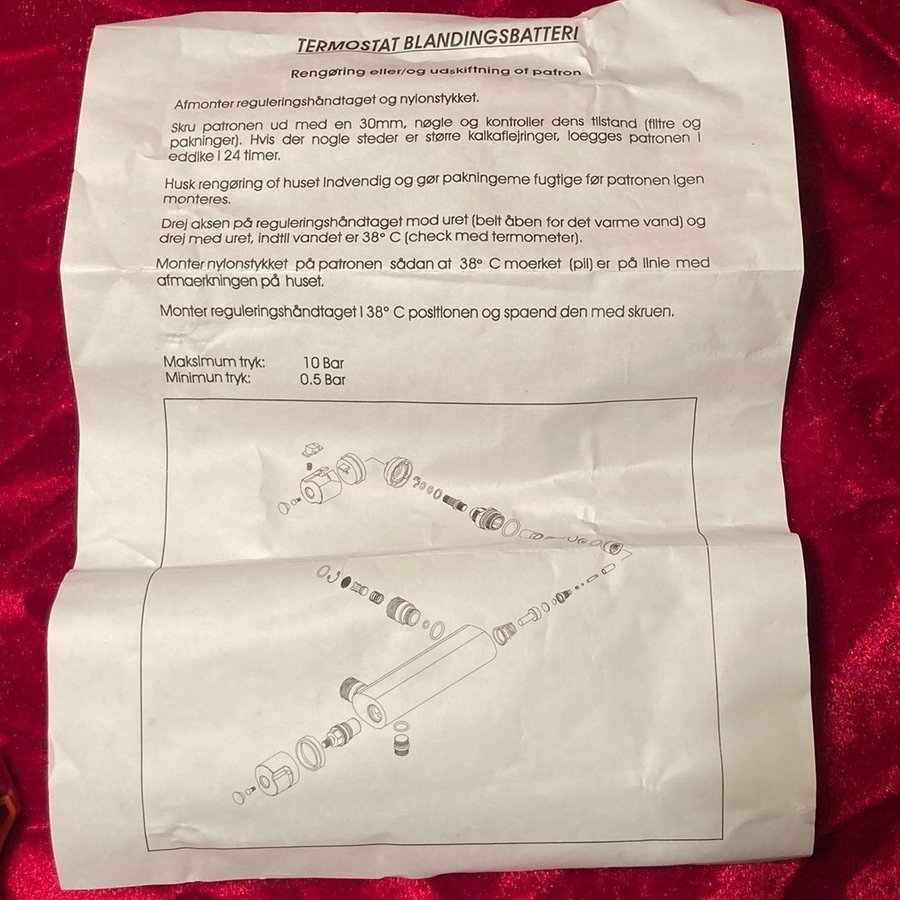 TERMOSTAT BLANDINGSBATTERI
Rengøring eller/og udskiftning of patron
Afmonter reguleringshåndtaget og nylonstykket.
Skru patronen ud med en 30mm, nøgle og kontroller dens tilstand (filtre og
pakninger). Hvis der nogle steder er større kalkaflejringer, loegges patronen i
eddike i 24 timer.
Husk rengøring of huset indvendig og gør pakningerne fugtige før patronen igen
monteres.
Drej aksen på reguleringshåndtaget mod uret (belt åben for det varme vand) og
drej med uret, indtil vandet er 38° C (check med termometer).
Monter nylonstykket på patronen sådan at 38° C moerket (pil) er på linie med
afmaerkningen på huset.
Monter reguleringshåndtaget i 38° C positionen og spaend den med skruen.
Maksimum tryk: 10 Bar
Minimun tryk: 0.5 Bar